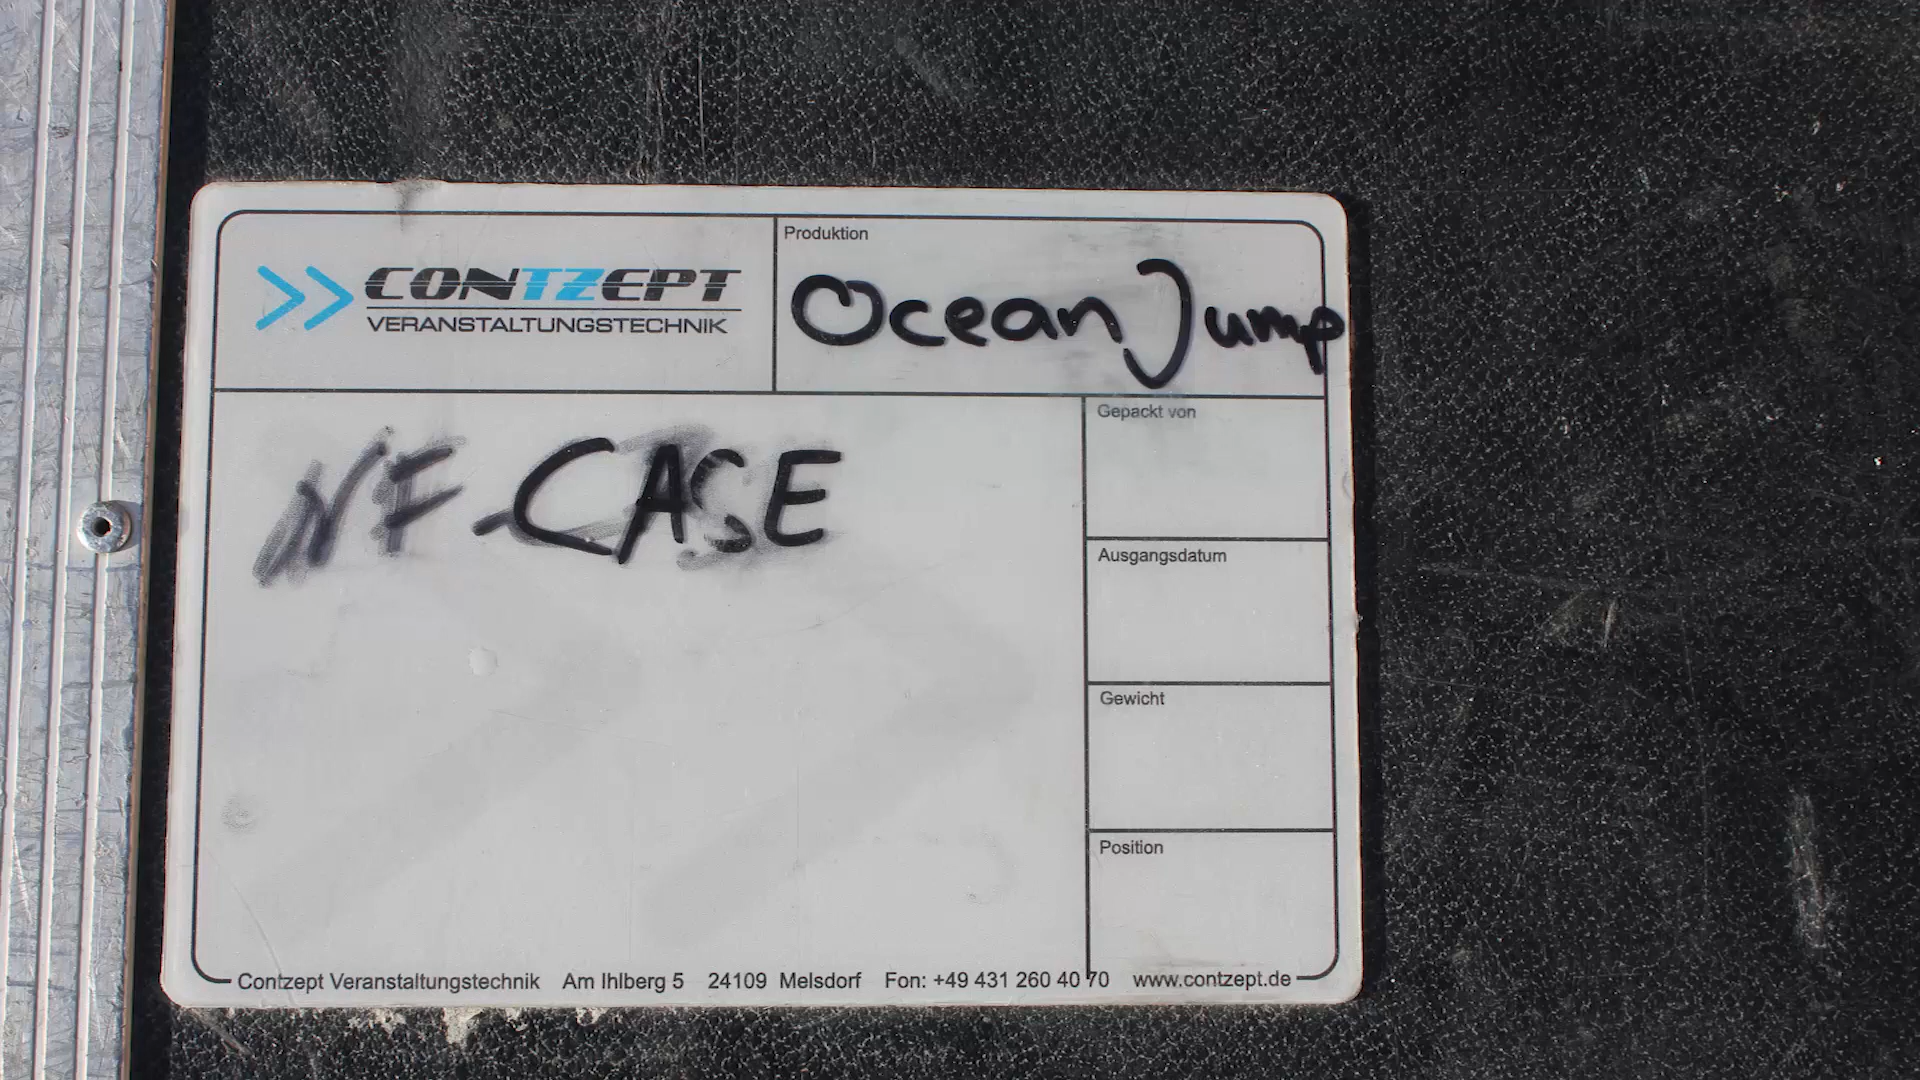 CONTZEPT
VERANSTALTUNGSTECHNIK
Produktion
Ocean Jump
NF-CASE
Gepackt von
Ausgangsdatum
Gewicht
Position
Contzept Veranstaltungstechnik Am Ihlberg 5 24109 Melsdorf Fon: +49 431 260 40 70 www.contzept.de